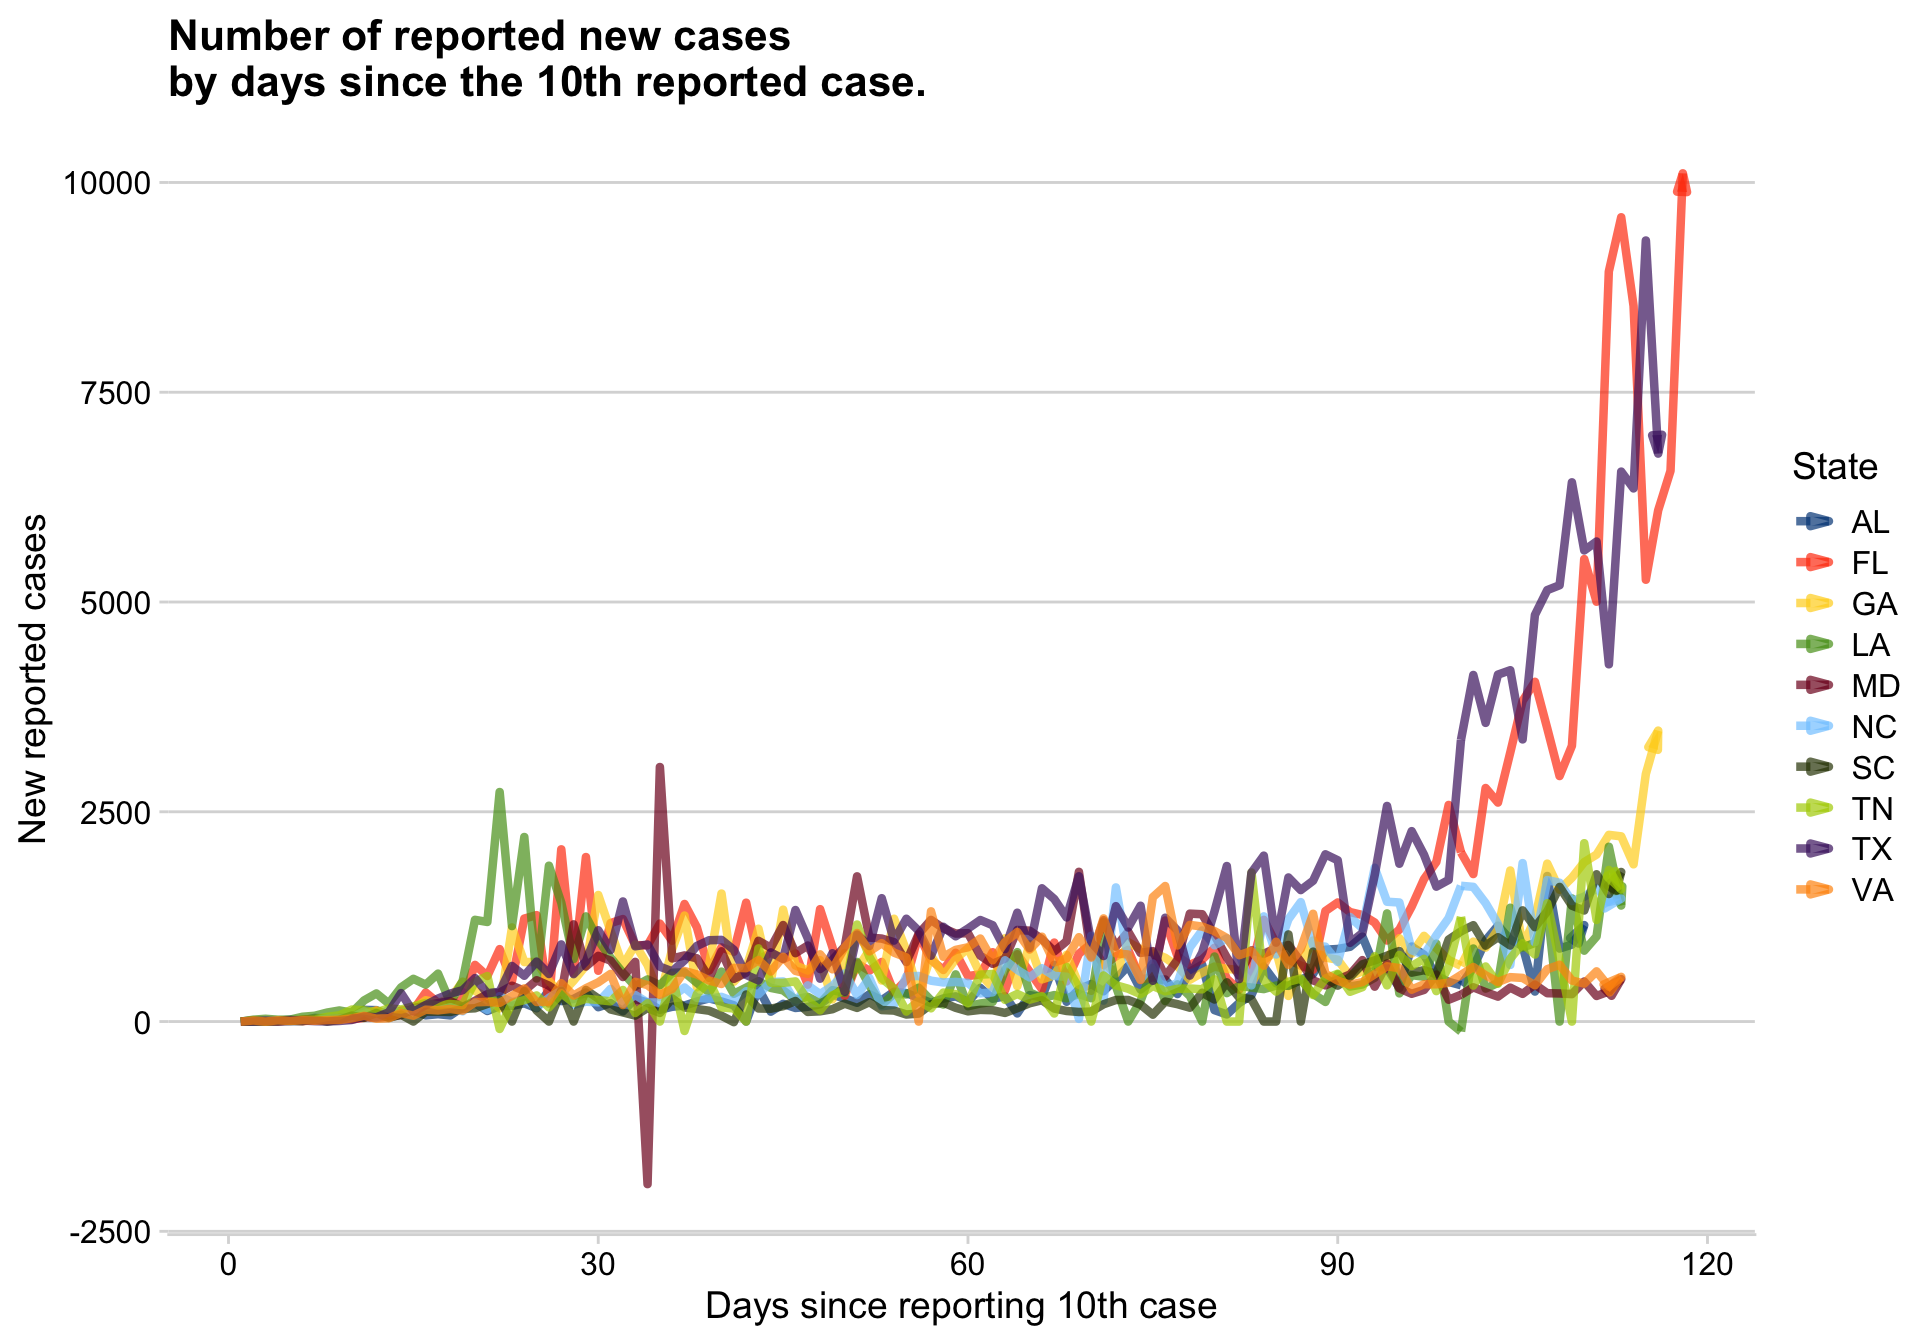 Number of reported new cases
by days since the 10th reported case.
10000
7500
5000
2500
0
-2500
New reported cases
0
30
60
90
120
Days since reporting 10th case
State
AL
FL
GA
LA
MD
NC
SC
TN
TX
VA